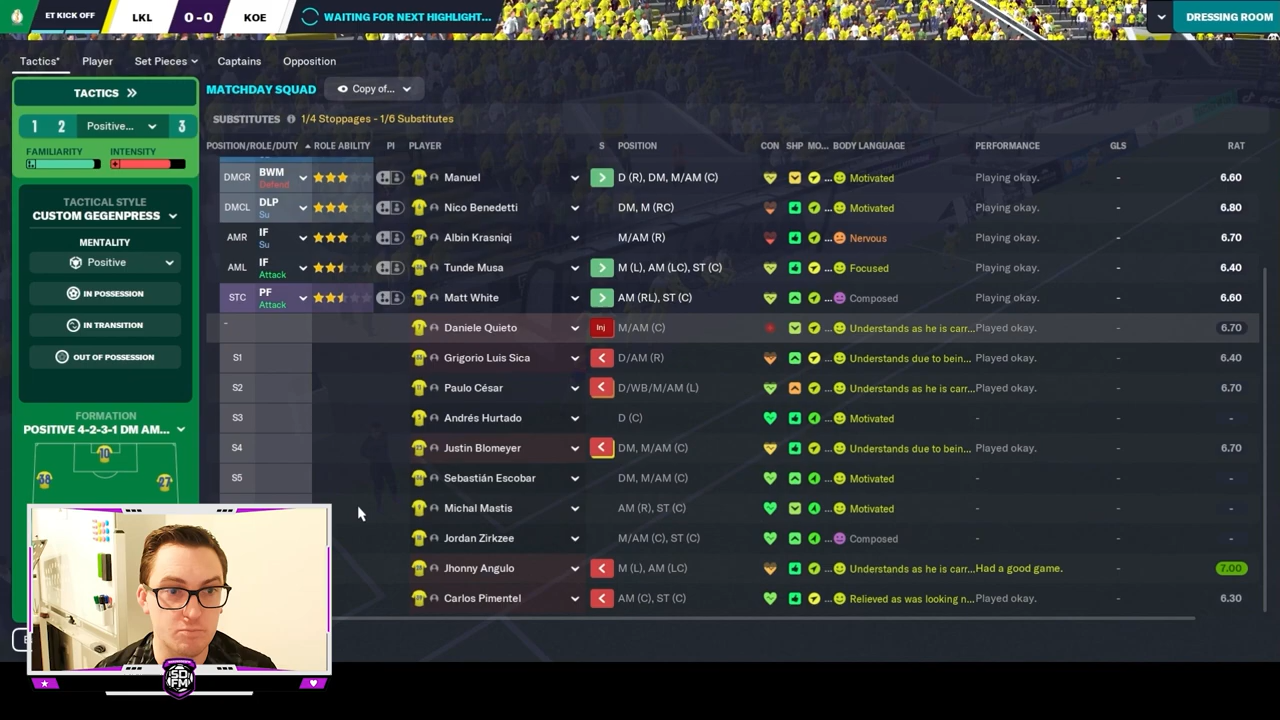 ET KICK OFF LKL 0-0 KOE WAITING FOR NEXT HIGHLIGHT... DRESSING ROOM
Tactics* Player Set Pieces Captains Opposition
TACTICS MATCHDAY SQUAD Copy of...
1 2 Positive... 3 SUBSTITUTES 1/4 Stoppages - 1/6 Substitutes
FAMILIARITY INTENSITY
POSITION/ROLE/DUTY ROLE ABILITY PI PLAYER S POSITION CON SHP MO... BODY LANGUAGE PERFORMANCE GLS RAT
DMCR BWM Defend Manuel D (R), DM, M/AM (C) ... Motivated Playing okay. - 6.60
DMCL DLP Su Nico Benedetti DM, M (RC) ... Motivated Playing okay. - 6.80
AMR IF Su Albin Krasniqi M/AM (R) ... Nervous Playing okay. - 6.70
AML IF Attack Tunde Musa M (L), AM (LC), ST (C) ... Focused Playing okay. - 6.40
STC PF Attack Matt White AM (RL), ST (C) ... Composed Playing okay. - 6.60
- Daniele Quieto Inj M/AM (C) ... Understands as he is carr... Played okay. - 6.70
S1 Grigorio Luis Sica D/AM (R) ... Understands due to bein... Played okay. - 6.40
S2 Paulo César D/WB/M/AM (L) ... Understands as he is carr... Played okay. - 6.70
S3 Andrés Hurtado D (C) ... Motivated - - -
S4 Justin Blomeyer DM, M/AM (C) ... Understands due to bein... Played okay. - 6.70
S5 Sebastián Escobar DM, M/AM (C) ... Motivated - - -
Michal Mastis AM (R), ST (C) ... Motivated - - -
Jordan Zirkzee M/AM (C), ST (C) ... Composed - - -
Jhonny Angulo M (L), AM (LC) ... Understands as he is carr... Had a good game. - 7.00
Carlos Pimentel AM (C), ST (C) ... Relieved as was looking n... Played okay. - 6.30
TACTICAL STYLE
CUSTOM GEGENPRESS
MENTALITY
Positive
IN POSSESSION
IN TRANSITION
OUT OF POSSESSION
FORMATION
POSITIVE 4-2-3-1 DM AM...
10
27
SD
FM